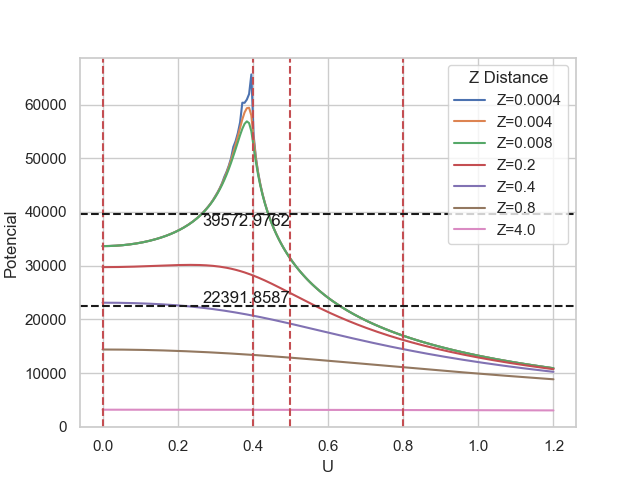 Z Distance
Z=0.0004
Z=0.004
Z=0.008
Z=0.2
Z=0.4
Z=0.8
Z=4.0
60000
50000
40000
30000
20000
10000
0
39572.9762
22391.8587
Potencial
0.0
0.2
0.4
0.6
0.8
1.0
1.2
U